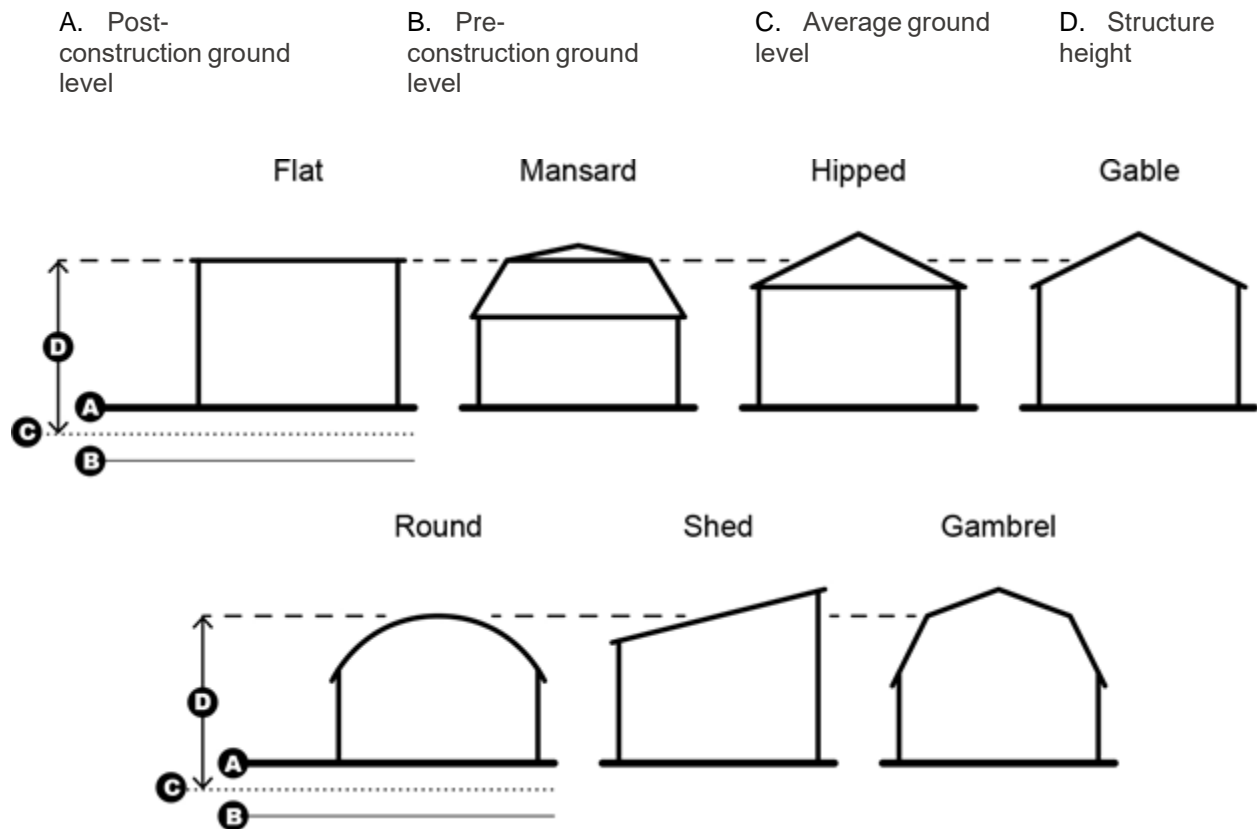 A. Post-
construction ground
level
B. Pre-
construction ground
level
C. Average ground
level
D. Structure
height
Flat
Mansard
Hipped
Gable
D
A
C
B
Round
Shed
Gambrel
D
A
C
B